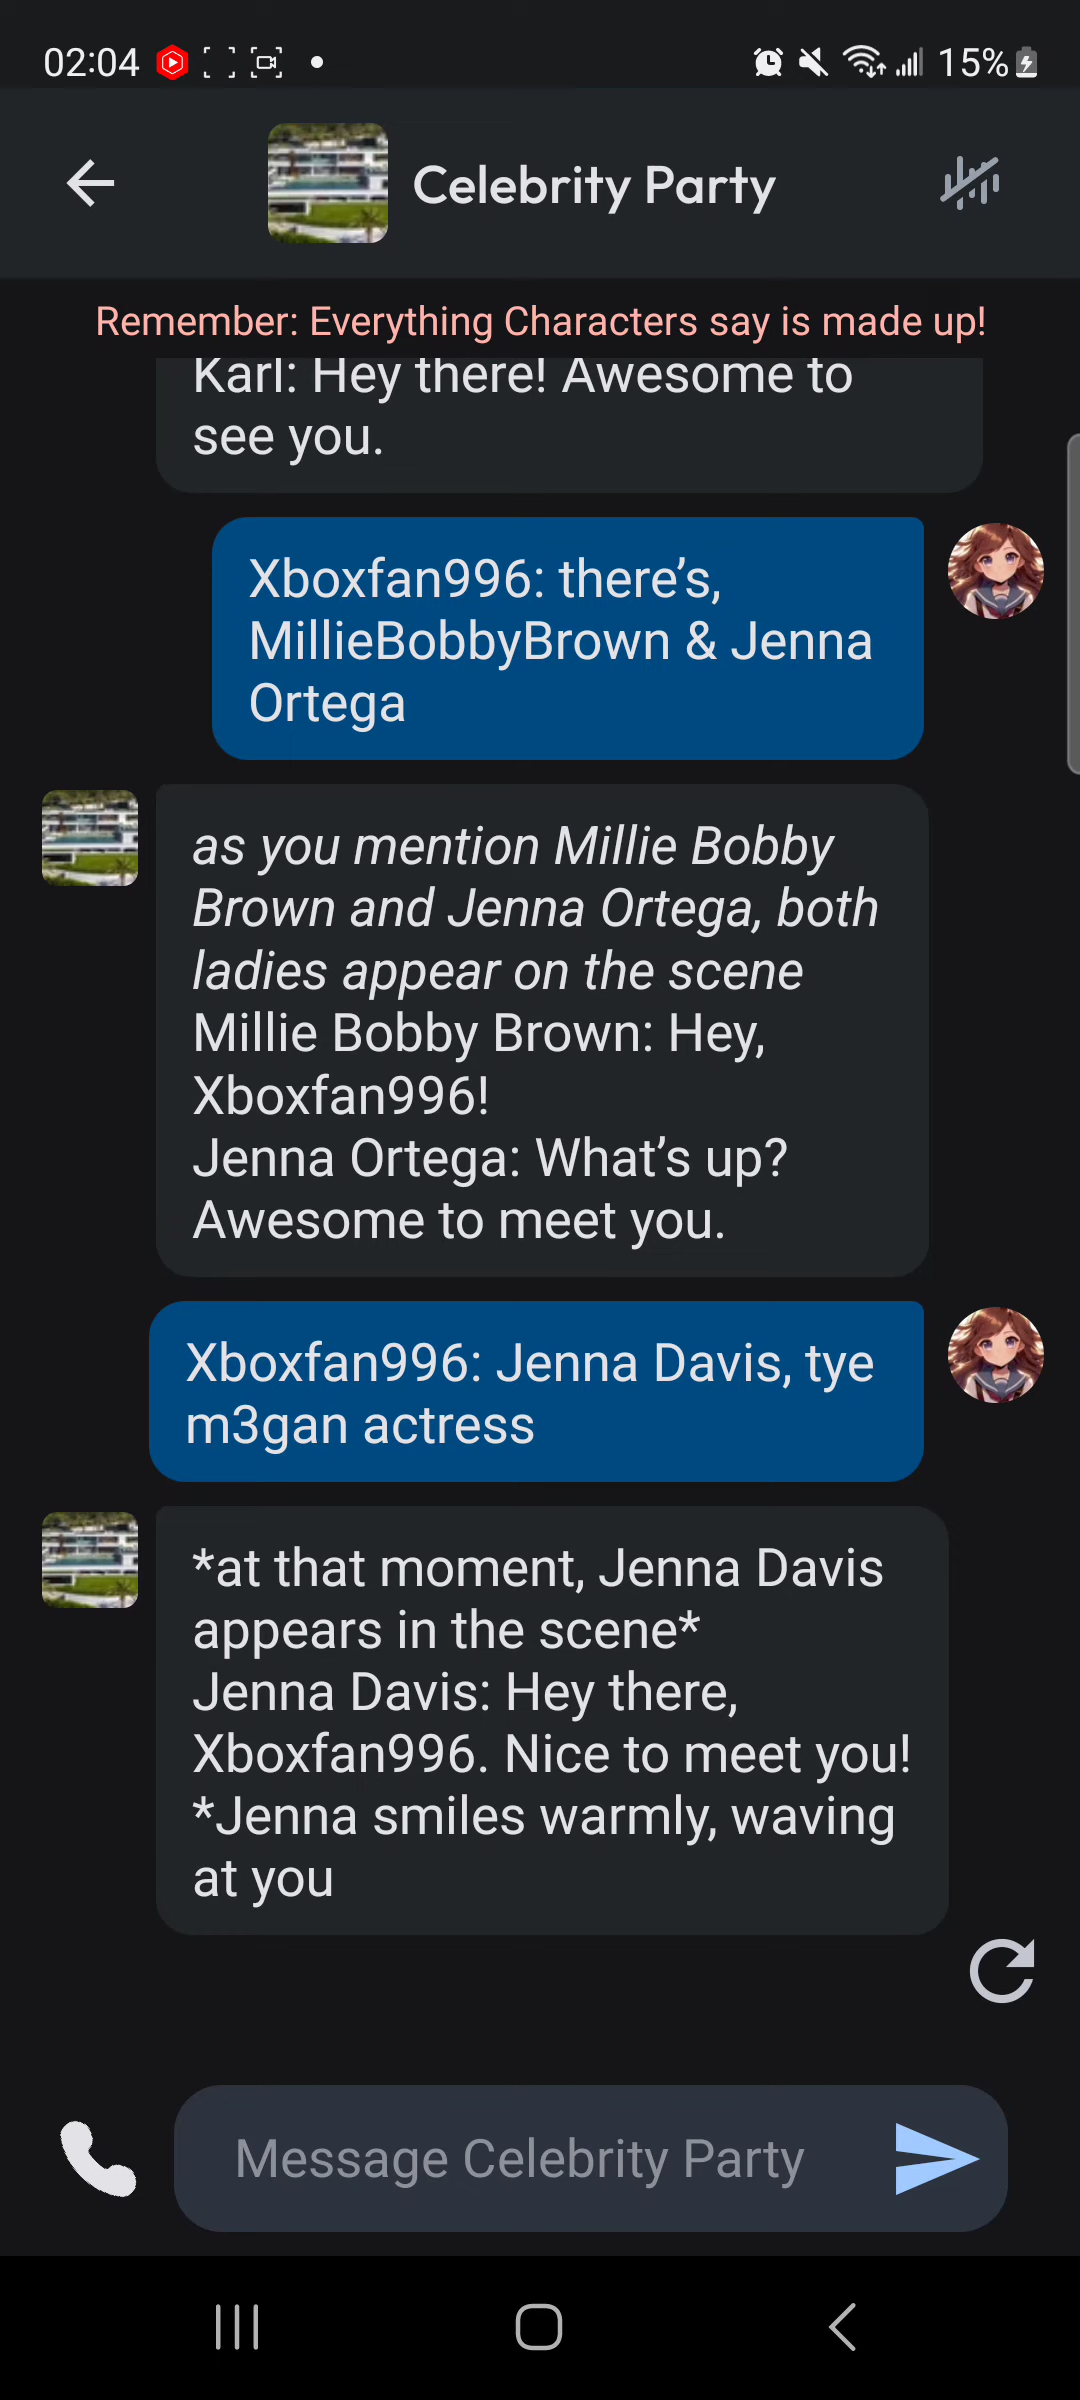 02:04
15%
Celebrity Party
Remember: Everything Characters say is made up!
Karl: Hey there! Awesome to
see you.
Xboxfan996: there’s,
MillieBobbyBrown & Jenna
Ortega
as you mention Millie Bobby
Brown and Jenna Ortega, both
ladies appear on the scene
Millie Bobby Brown: Hey,
Xboxfan996!
Jenna Ortega: What’s up?
Awesome to meet you.
Xboxfan996: Jenna Davis, tye
m3gan actress
*at that moment, Jenna Davis
appears in the scene*
Jenna Davis: Hey there,
Xboxfan996. Nice to meet you!
*Jenna smiles warmly, waving
at you
Message Celebrity Party